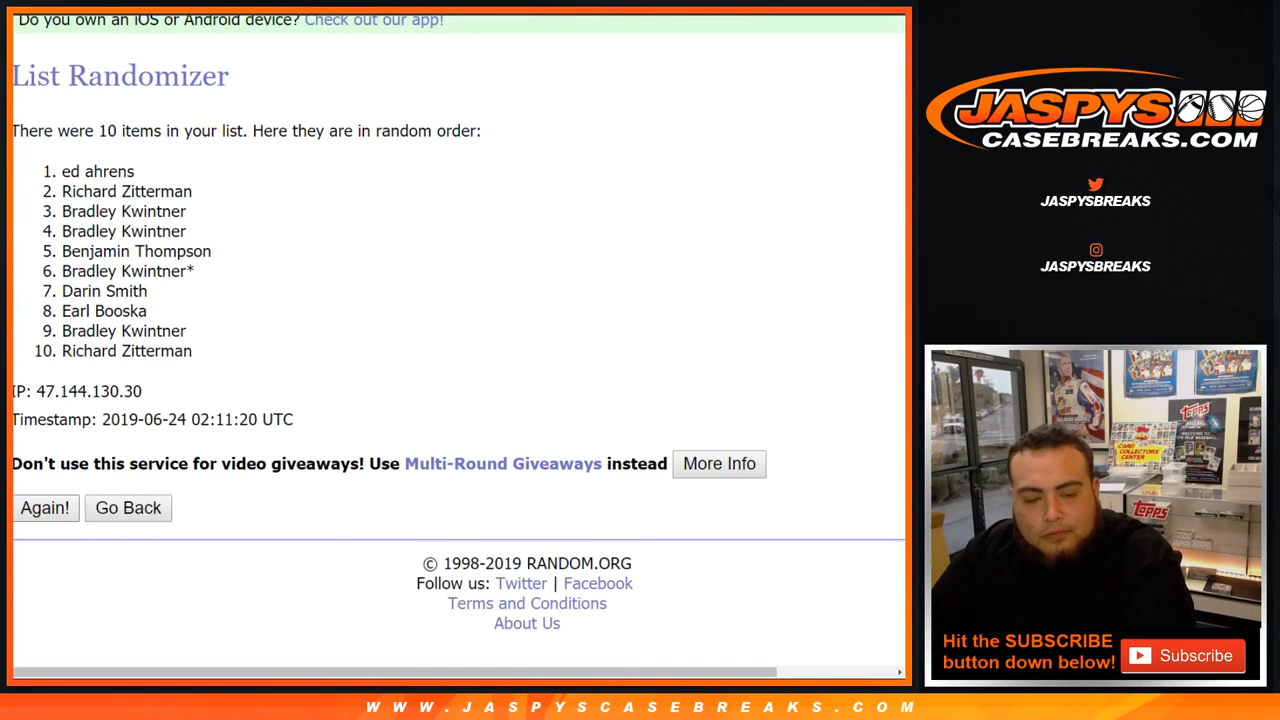 Do you own an iOS or Android device? Check out our app!
List Randomizer
There were 10 items in your list. Here they are in random order:
1. ed ahrens
2. Richard Zitterman
3. Bradley Kwintner
4. Bradley Kwintner
5. Benjamin Thompson
6. Bradley Kwintner*
7. Darin Smith
8. Earl Booska
9. Bradley Kwintner
10. Richard Zitterman
IP: 47.144.130.30
Timestamp: 2019-06-24 02:11:20 UTC
Don't use this service for video giveaways! Use Multi-Round Giveaways instead More Info
Again! Go Back
© 1998-2019 RANDOM.ORG
Follow us: Twitter | Facebook
Terms and Conditions
About Us
JASPYS
CASEBREAKS.COM
JASPYSBREAKS
JASPYSBREAKS
topps
CARD
COLLECTORS
CENTER
topps
Hit the SUBSCRIBE
button down below!
Subscribe
WWW.JASPYSCASEBREAKS.COM